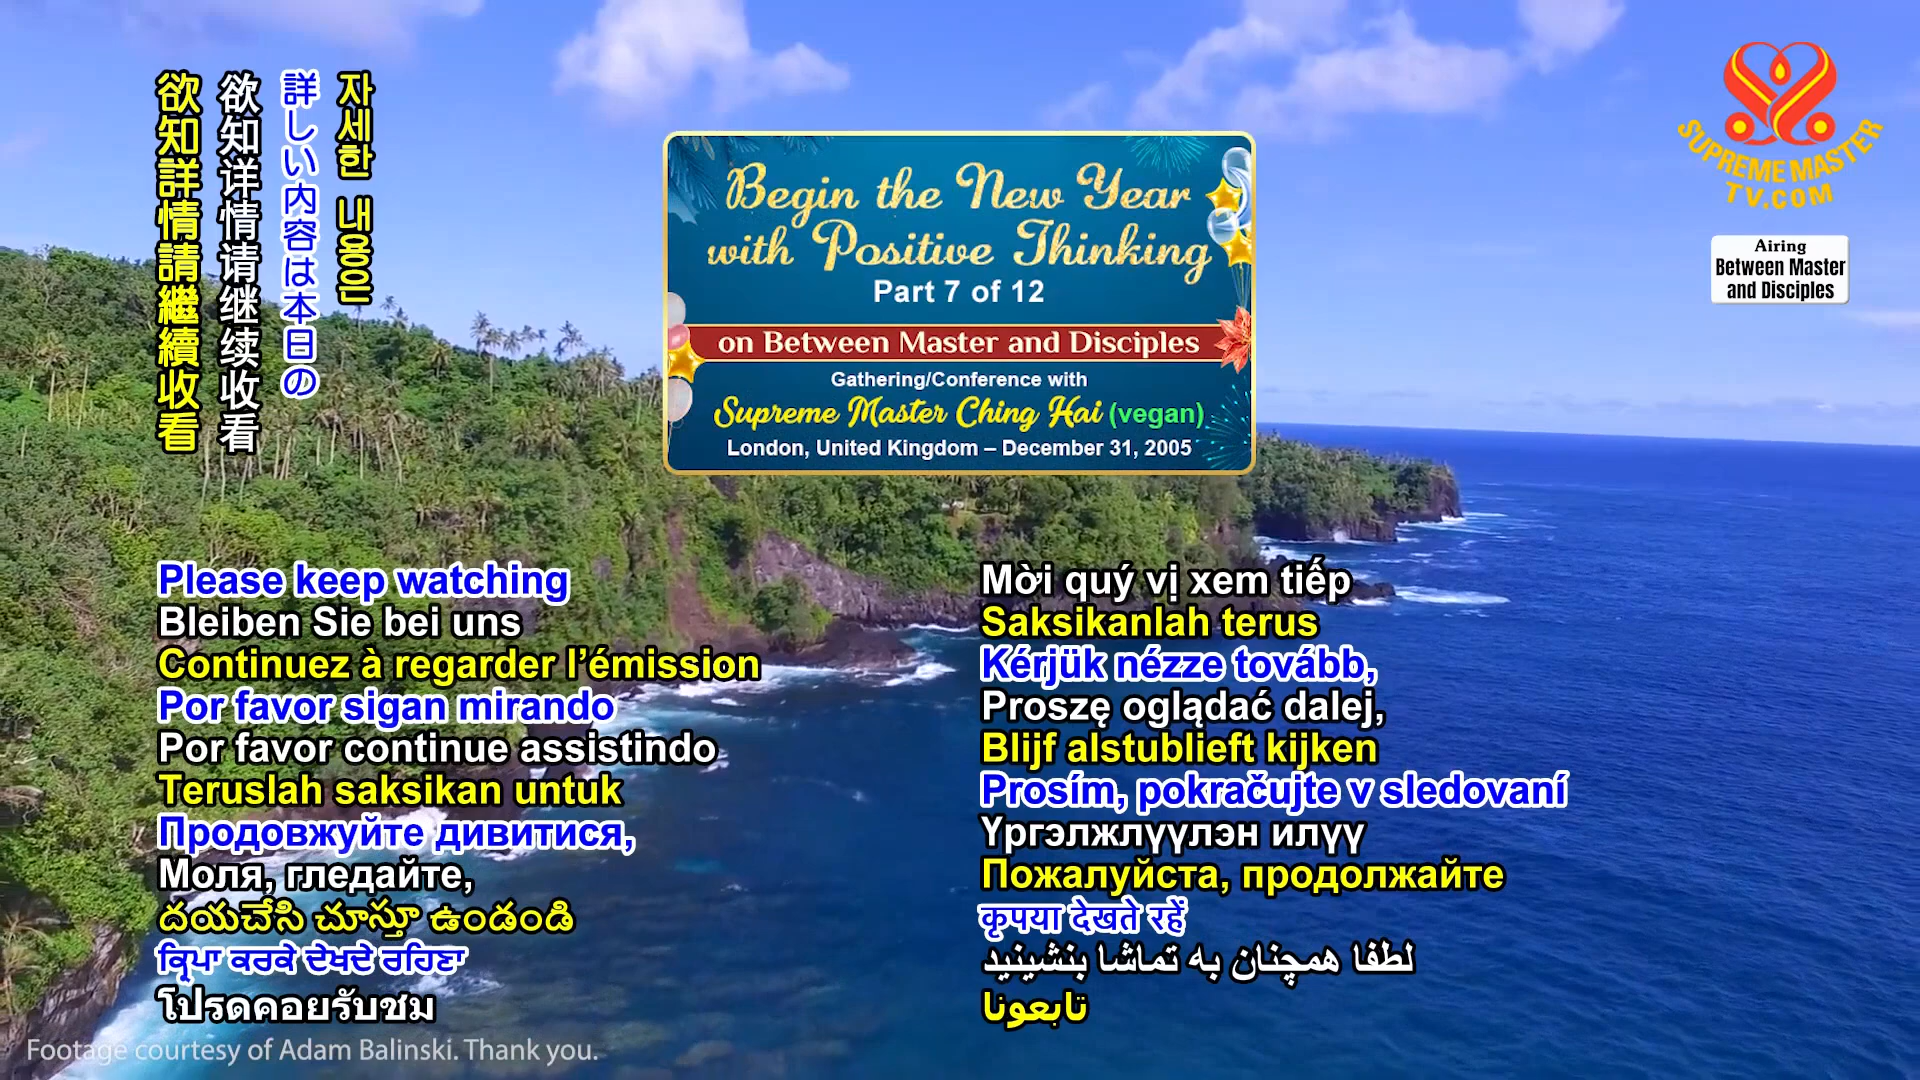 欲知詳情請繼續收看
欲知详情请继续收看
詳しい内容は本日の
자세한 내용은
Begin the New Year
with Positive Thinking
Part 7 of 12
on Between Master and Disciples
Gathering/Conference with
Supreme Master Ching Hai (vegan)
London, United Kingdom – December 31, 2005
SUPREME MASTER
TV.COM
Airing
Between Master
and Disciples
Please keep watching
Bleiben Sie bei uns
Continuez à regarder l’émission
Por favor sigan mirando
Por favor continue assistindo
Teruslah saksikan untuk
Продовжуйте дивитися,
Моля, гледайте,
దయచేసి చూస్తూ ఉండండి
ਕ੍ਰਿਪਾ ਕਰਕੇ ਦੇਖਦੇ ਰਹਿਣਾ
โปรดคอยรับชม
Mời quý vị xem tiếp
Saksikanlah terus
Kérjük nézze tovább,
Proszę oglądać dalej,
Blijf alstublieft kijken
Prosím, pokračujte v sledovaní
Үргэлжлүүлэн илүү
Пожалуйста, продолжайте
कृपया देखते रहें
لطفا همچنان به تماشا بنشینید
تابعونا
Footage courtesy of Adam Balinski. Thank you.